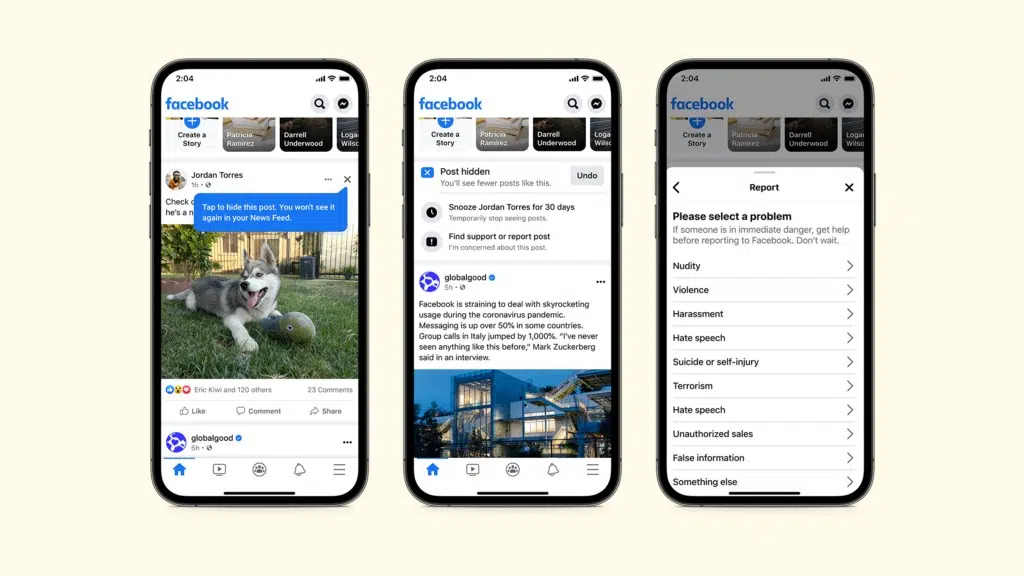 2:04
facebook
Create a
Story
Patricia
Ramirez
Darrell
Underwood
Loga
Wilso
Jordan Torres
1h •
Check o
he's a n
Tap to hide this post. You won't see it
again in your News Feed.
Eric Kiwi and 120 others
23 Comments
Like
Comment
Share
globalgood
5h •
2:04
facebook
Create a
Story
Patricia
Ramirez
Darrell
Underwood
Loga
Wilsc
Post hidden
You'll see fewer posts like this.
Undo
Snooze Jordan Torres for 30 days
Temporarily stop seeing posts.
Find support or report post
I'm concerned about this post.
globalgood
5h •
Facebook is straining to deal with skyrocketing
usage during the coronavirus pandemic.
Messaging is up over 50% in some countries.
Group calls in Italy jumped by 1,000%. "I've never
seen anything like this before," Mark Zuckerberg
said in an interview.
2:04
facebook
Create a
Story
Patricia
Ramirez
Darrell
Underwood
Loga
Wilsc
Report
Please select a problem
If someone is in immediate danger, get help
before reporting to Facebook. Don't wait.
Nudity
Violence
Harassment
Hate speech
Suicide or self-injury
Terrorism
Hate speech
Unauthorized sales
False information
Something else